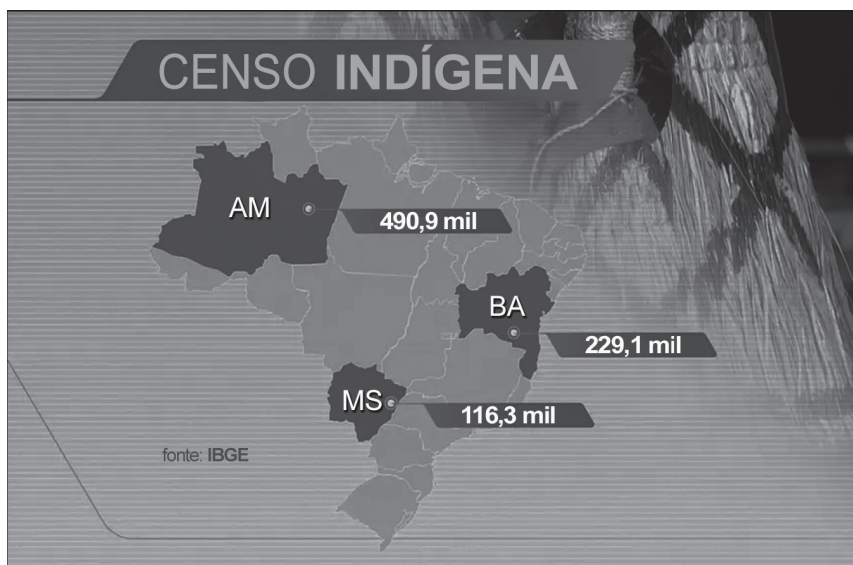 CENSO INDÍGENA
AM
490,9 mil
BA
229,1 mil
MS
116,3 mil
fonte: IBGE